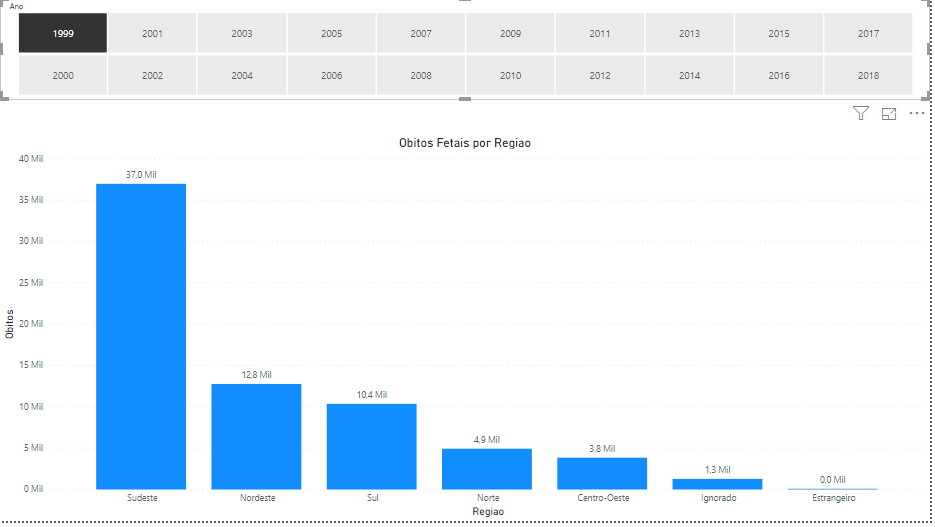 Ano
1999 2001 2003 2005 2007 2009 2011 2013 2015 2017
2000 2002 2004 2006 2008 2010 2012 2014 2016 2018
Obitos Fetais por Regiao
40 Mil
35 Mil
30 Mil
25 Mil
20 Mil
15 Mil
10 Mil
5 Mil
0 Mil
Obitos
37,0 Mil
12,8 Mil
10,4 Mil
4,9 Mil
3,8 Mil
1,3 Mil
0,0 Mil
Sudeste Nordeste Sul Norte Centro-Oeste Ignorado Estrangeiro
Regiao